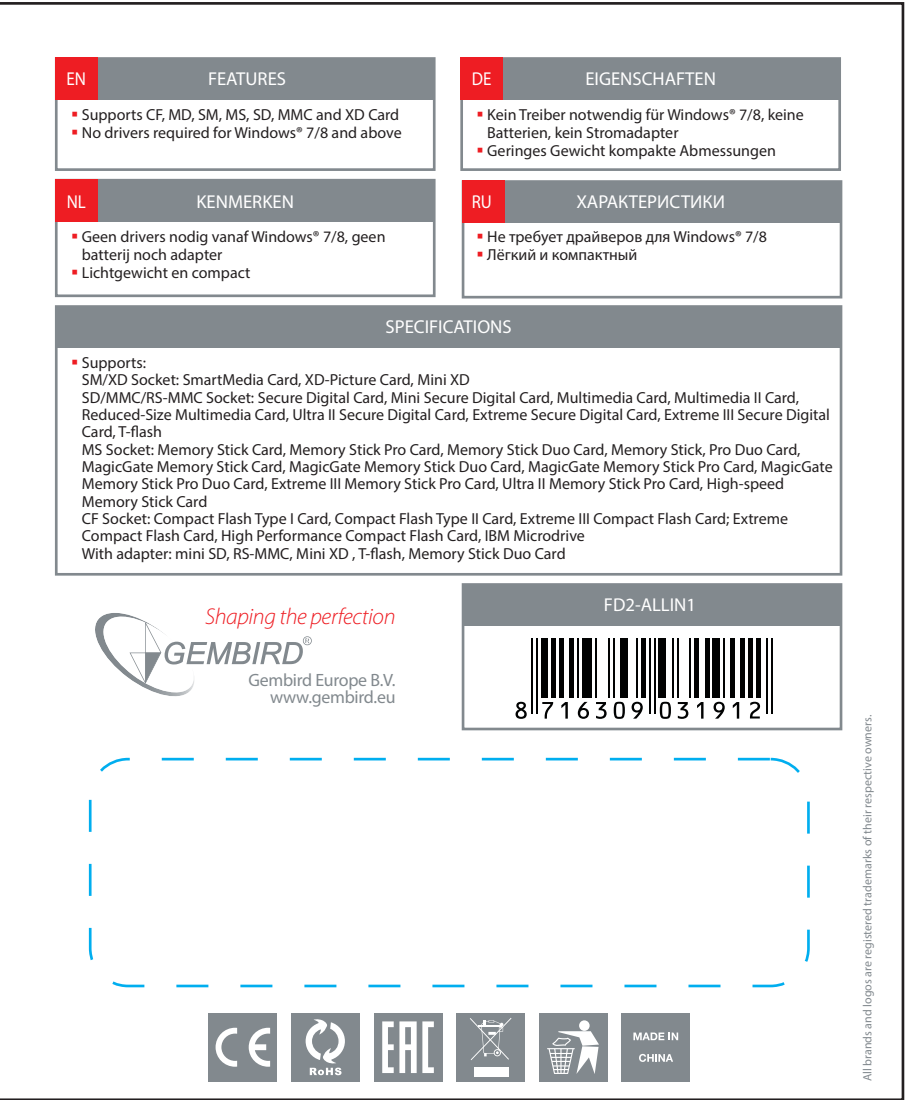 EN FEATURES
▪ Supports CF, MD, SM, MS, SD, MMC and XD Card
▪ No drivers required for Windows® 7/8 and above
DE EIGENSCHAFTEN
▪ Kein Treiber notwendig für Windows® 7/8, keine
Batterien, kein Stromadapter
▪ Geringes Gewicht kompakte Abmessungen
NL KENMERKEN
▪ Geen drivers nodig vanaf Windows® 7/8, geen
batterij noch adapter
▪ Lichtgewicht en compact
RU ХАРАКТЕРИСТИКИ
▪ Не требует драйверов для Windows® 7/8
▪ Лёгкий и компактный
SPECIFICATIONS
▪ Supports:
SM/XD Socket: SmartMedia Card, XD-Picture Card, Mini XD
SD/MMC/RS-MMC Socket: Secure Digital Card, Mini Secure Digital Card, Multimedia Card, Multimedia II Card,
Reduced-Size Multimedia Card, Ultra II Secure Digital Card, Extreme Secure Digital Card, Extreme III Secure Digital
Card, T-flash
MS Socket: Memory Stick Card, Memory Stick Pro Card, Memory Stick Duo Card, Memory Stick, Pro Duo Card,
MagicGate Memory Stick Card, MagicGate Memory Stick Duo Card, MagicGate Memory Stick Pro Card, MagicGate
Memory Stick Pro Duo Card, Extreme III Memory Stick Pro Card, Ultra II Memory Stick Pro Card, High-speed
Memory Stick Card
CF Socket: Compact Flash Type I Card, Compact Flash Type II Card, Extreme III Compact Flash Card; Extreme
Compact Flash Card, High Performance Compact Flash Card, IBM Microdrive
With adapter: mini SD, RS-MMC, Mini XD , T-flash, Memory Stick Duo Card
Shaping the perfection
GEMBIRD®
Gembird Europe B.V.
www.gembird.eu
FD2-ALLIN1
8 716309 031912
All brands and logos are registered trademarks of their respective owners.
CE
RoHS
EAC
MADE IN
CHINA